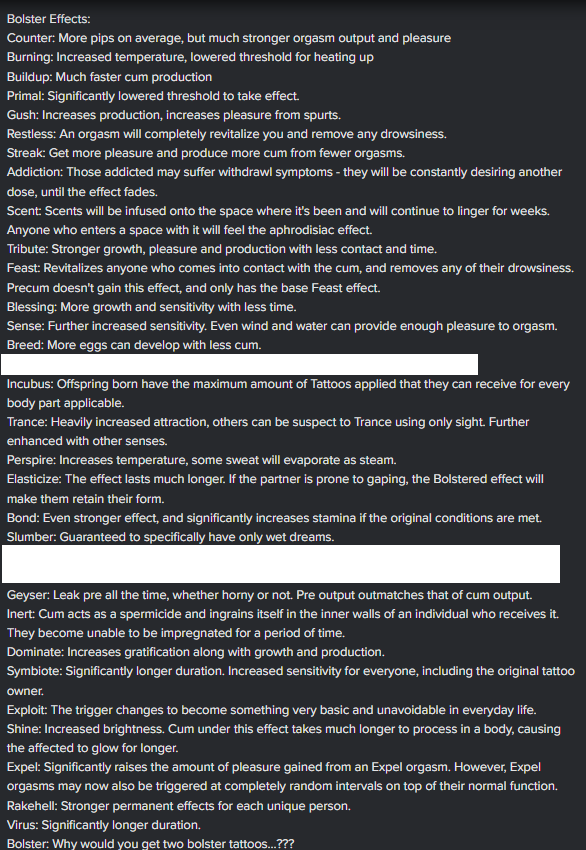 Bolster Effects:
Counter: More pips on average, but much stronger orgasm output and pleasure
Burning: Increased temperature, lowered threshold for heating up
Buildup: Much faster cum production
Primal: Significantly lowered threshold to take effect.
Gush: Increases production, increases pleasure from spurts.
Restless: An orgasm will completely revitalize you and remove any drowsiness.
Streak: Get more pleasure and produce more cum from fewer orgasms.
Addiction: Those addicted may suffer withdrawl symptoms - they will be constantly desiring another
dose, until the effect fades.
Scent: Scents will be infused onto the space where it's been and will continue to linger for weeks.
Anyone who enters a space with it will feel the aphrodisiac effect.
Tribute: Stronger growth, pleasure and production with less contact and time.
Feast: Revitalizes anyone who comes into contact with the cum, and removes any of their drowsiness.
Precum doesn't gain this effect, and only has the base Feast effect.
Blessing: More growth and sensitivity with less time.
Sense: Further increased sensitivity. Even wind and water can provide enough pleasure to orgasm.
Breed: More eggs can develop with less cum.
Incubus: Offspring born have the maximum amount of Tattoos applied that they can receive for every
body part applicable.
Trance: Heavily increased attraction, others can be suspect to Trance using only sight. Further
enhanced with other senses.
Perspire: Increases temperature, some sweat will evaporate as steam.
Elasticize: The effect lasts much longer. If the partner is prone to gaping, the Bolstered effect will
make them retain their form.
Bond: Even stronger effect, and significantly increases stamina if the original conditions are met.
Slumber: Guaranteed to specifically have only wet dreams.
Geyser: Leak pre all the time, whether horny or not. Pre output outmatches that of cum output.
Inert: Cum acts as a spermicide and ingrains itself in the inner walls of an individual who receives it.
They become unable to be impregnated for a period of time.
Dominate: Increases gratification along with growth and production.
Symbiote: Significantly longer duration. Increased sensitivity for everyone, including the original tattoo
owner.
Exploit: The trigger changes to become something very basic and unavoidable in everyday life.
Shine: Increased brightness. Cum under this effect takes much longer to process in a body, causing
the affected to glow for longer.
Expel: Significantly raises the amount of pleasure gained from an Expel orgasm. However, Expel
orgasms may now also be triggered at completely random intervals on top of their normal function.
Rakehell: Stronger permanent effects for each unique person.
Virus: Significantly longer duration.
Bolster: Why would you get two bolster tattoos...???